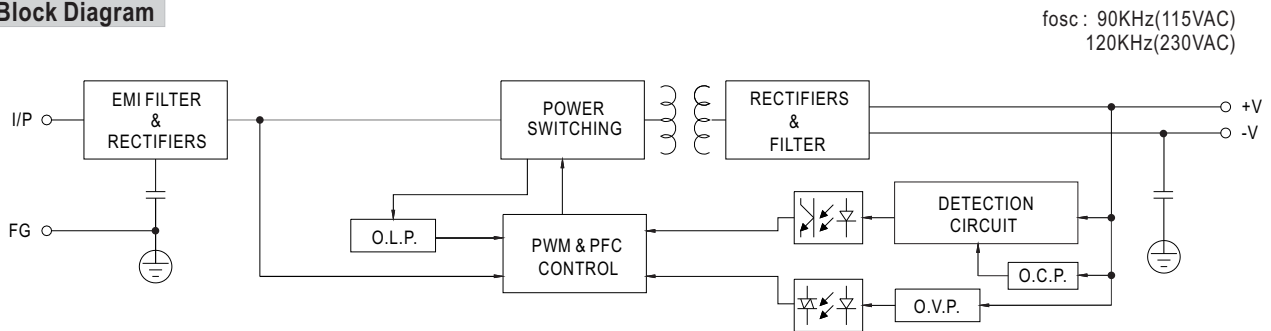 Block Diagram
fosc : 90KHz(115VAC)
120KHz(230VAC)
I/P
EMI FILTER
&
RECTIFIERS
POWER
SWITCHING
RECTIFIERS
&
FILTER
+V
-V
FG
O.L.P.
PWM & PFC
CONTROL
DETECTION
CIRCUIT
O.C.P.
O.V.P.